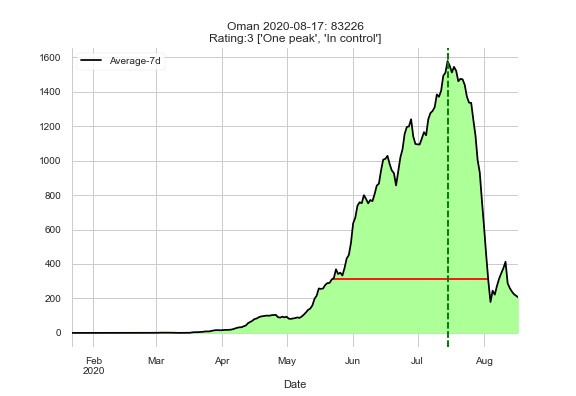 Oman 2020-08-17: 83226
Rating:3 ['One peak', 'In control']
Average-7d
1600
1400
1200
1000
800
600
400
200
0
Feb Mar Apr May Jun Jul Aug
2020
Date